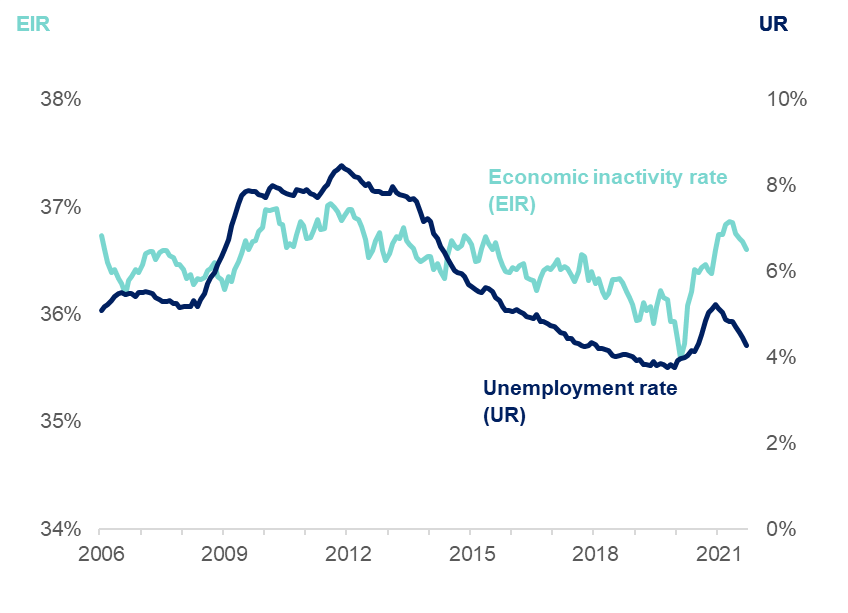 EIR UR
38% 10%
Economic inactivity rate
(EIR)
8%
37%
6%
36%
4%
Unemployment rate
(UR)
35%
2%
34% 0%
2006 2009 2012 2015 2018 2021